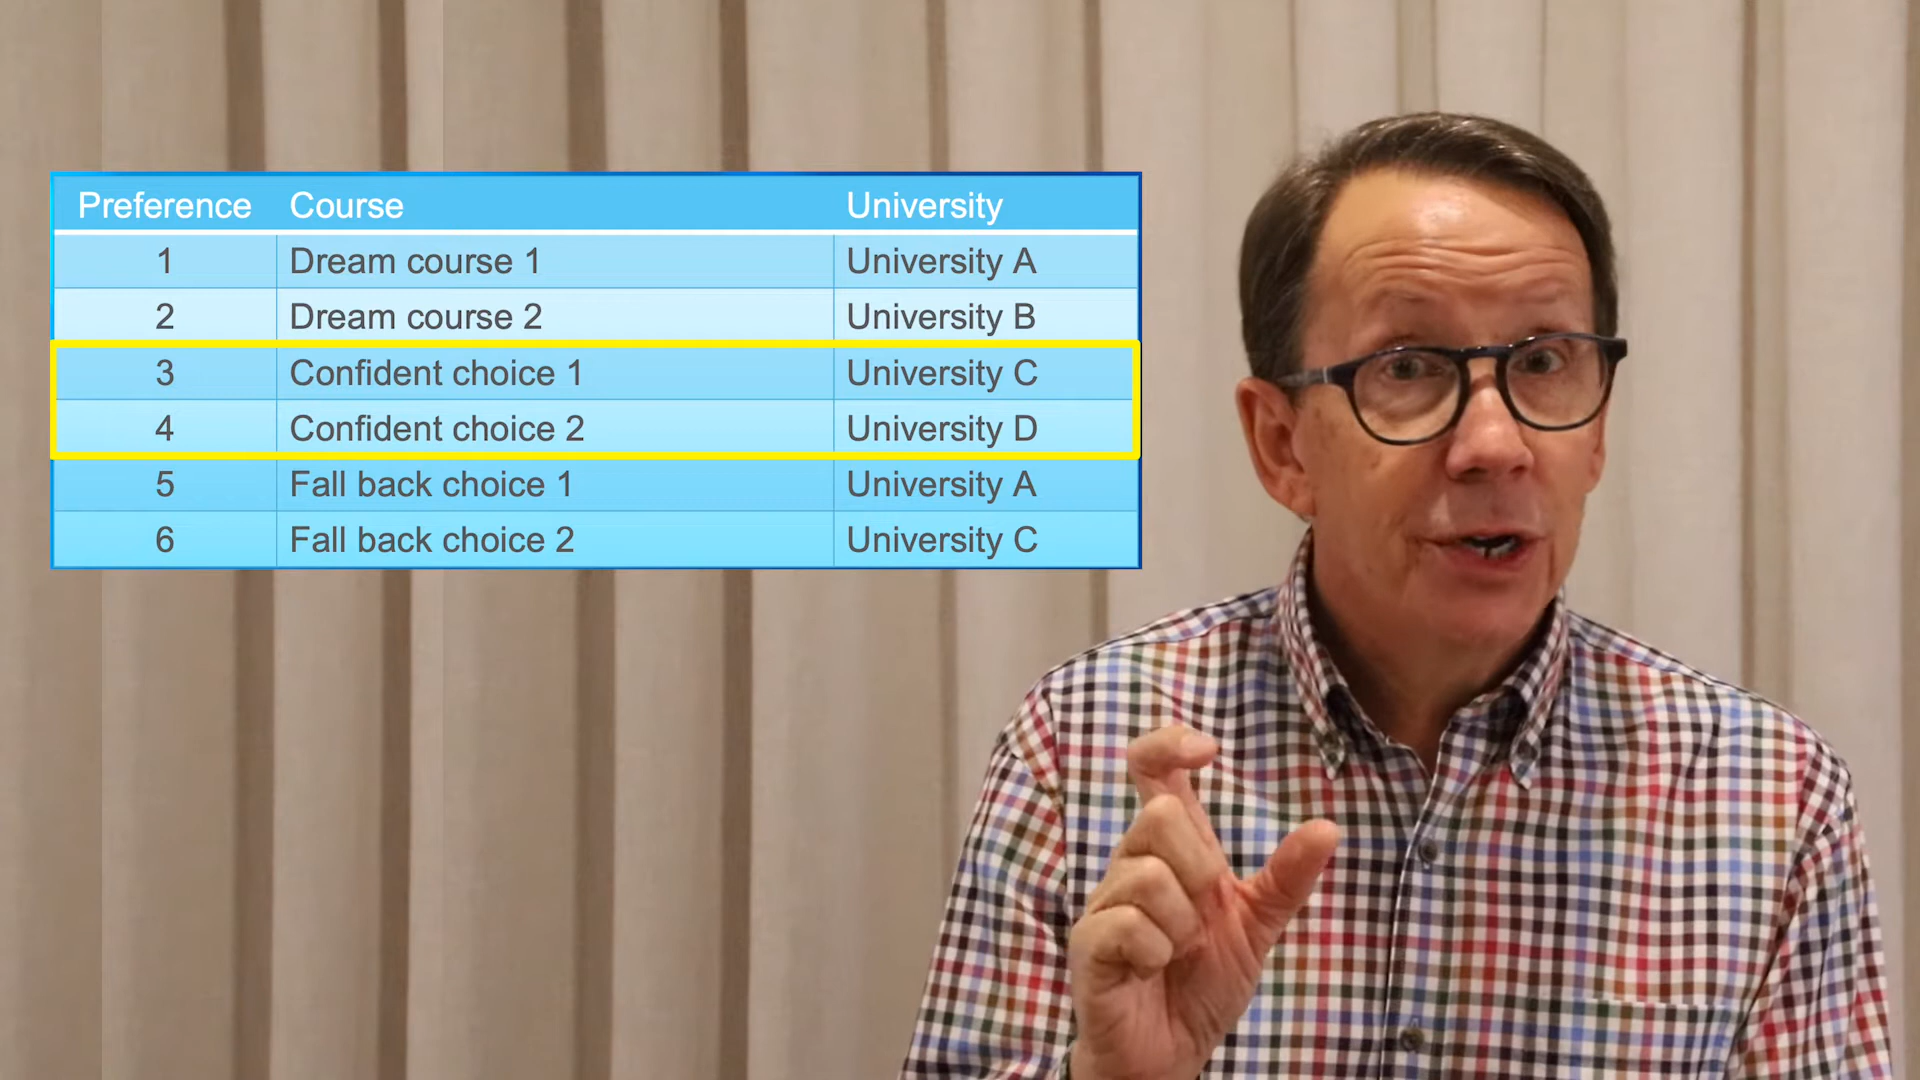 Preference Course University
1 Dream course 1 University A
2 Dream course 2 University B
3 Confident choice 1 University C
4 Confident choice 2 University D
5 Fall back choice 1 University A
6 Fall back choice 2 University C